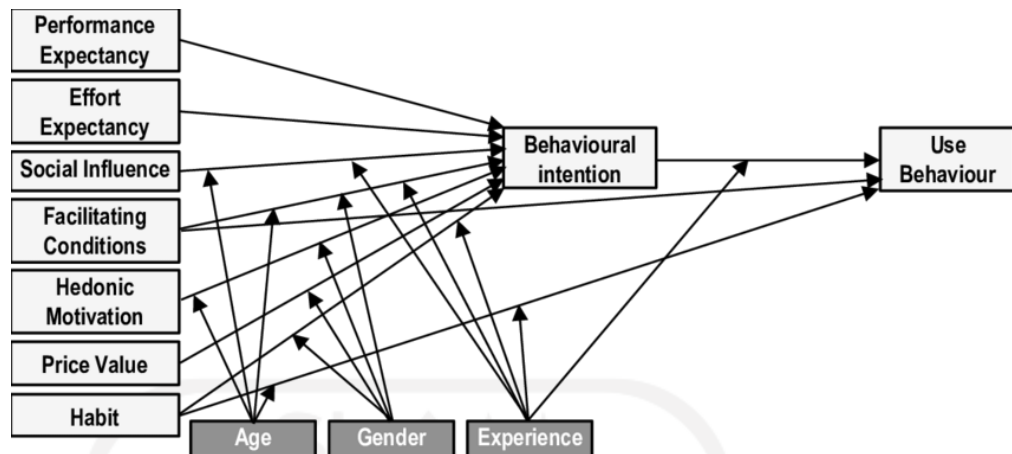 Performance
Expectancy
Effort
Expectancy
Social Influence
Facilitating
Conditions
Hedonic
Motivation
Price Value
Habit
Behavioural
intention
Use
Behaviour
Age
Gender
Experience